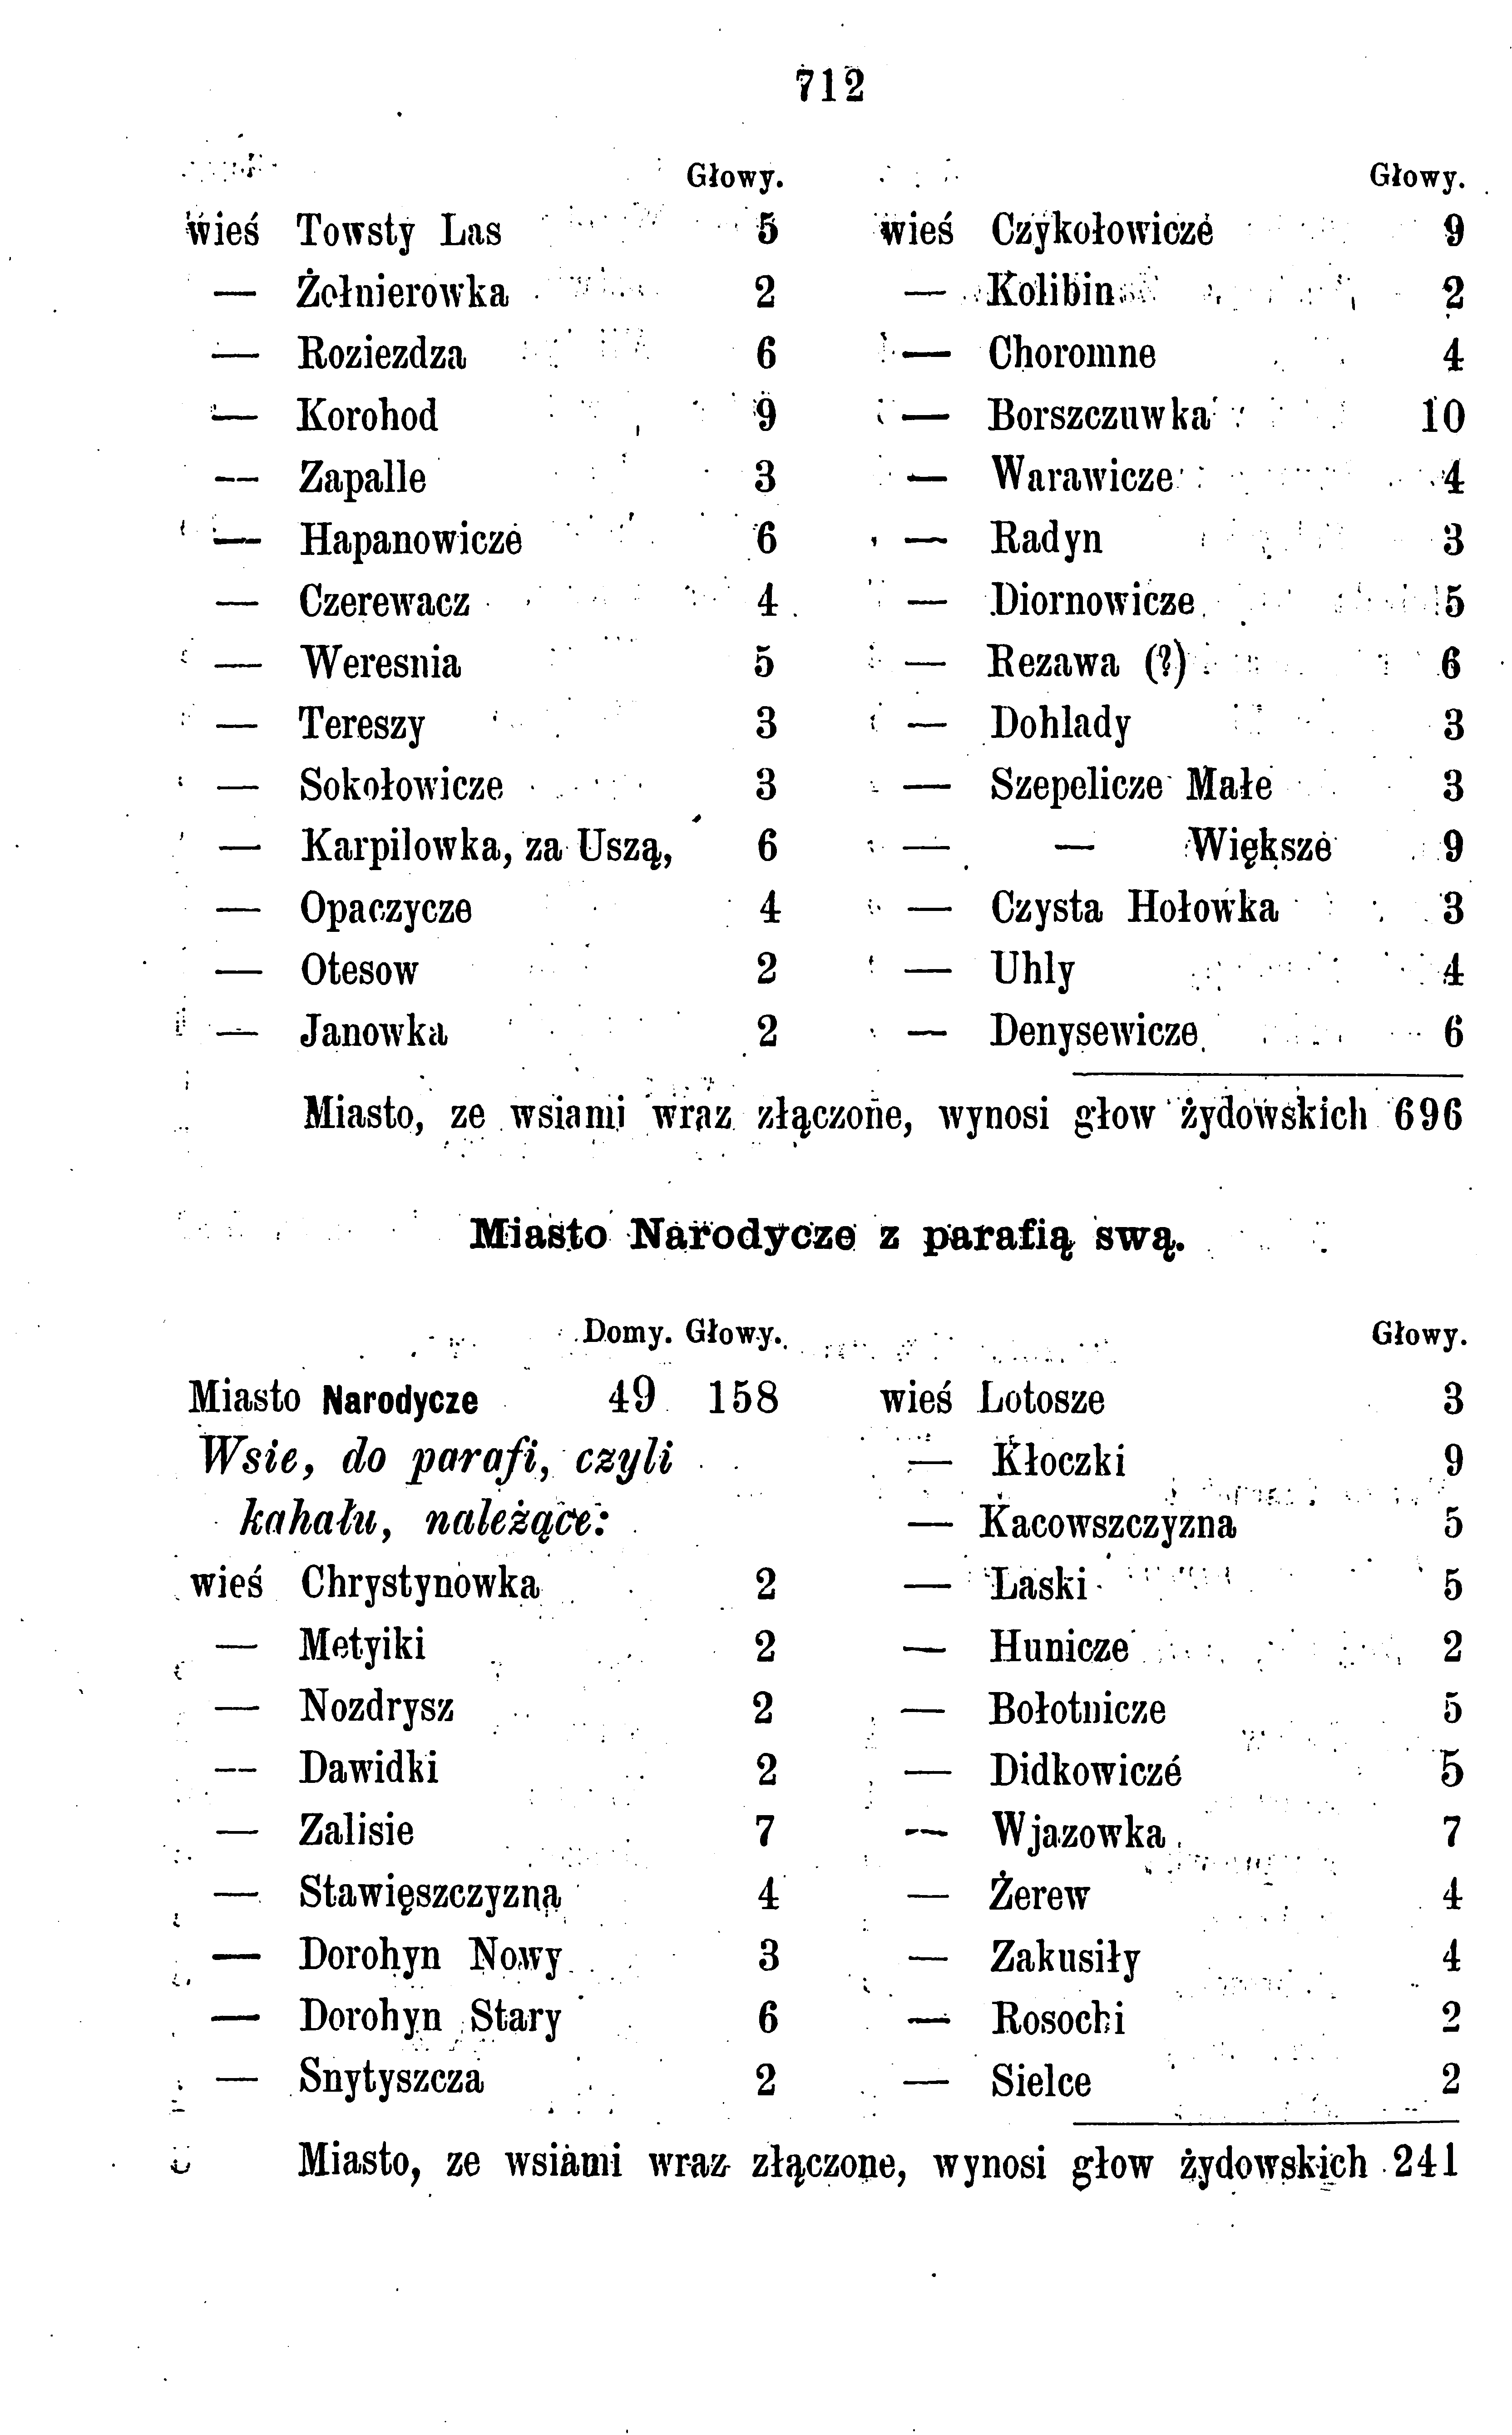 712
Głowy.
wieś Towsty Las 5
— Żołnierowka 2
— Roziezdza 6
— Korohod 9
— Zapalle 3
— Hapanowicze 6
— Czerewacz 4
— Weresnia 5
— Tereszy 3
— Sokołowicze 3
— Karpilowka, za Uszą, 6
— Opaczycze 4
— Otesow 2
— Janowka 2
Głowy.
wieś Czykołowicze 9
— Kolibin 2
— Choromne 4
— Borszczuwka 10
— Warawicze 4
— Radyn 3
— Diornowicze 5
— Rezawa (?) 6
— Dohlady 3
— Szepelicze Małe 3
— — Większe 9
— Czysta Hołowka 3
— Uhly 4
— Denysewicze 6
Miasto, ze wsiami wraz złączone, wynosi głow żydowskich 696
Miasto Narodycze z parafią swą.
Domy. Głowy.
Miasto Narodycze 49 158
Wsie, do parafi, czyli
kahału, należące:
wieś Chrystynowka 2
— Metyiki 2
— Nozdrysz 2
— Dawidki 2
— Zalisie 7
— Stawięszczyzna 4
— Dorohyn Nowy 3
— Dorohyn Stary 6
— Snytyszcza 2
Głowy.
wieś Lotosze 3
— Kłoczki 9
— Kacowszczyzna 5
— Laski 5
— Hunicze 2
— Bołotnicze 5
— Didkowicze 5
— Wjazowka 7
— Żerew 4
— Zakusiły 4
— Rosochi 2
— Sielce 2
Miasto, ze wsiami wraz złączone, wynosi głow żydowskich 241